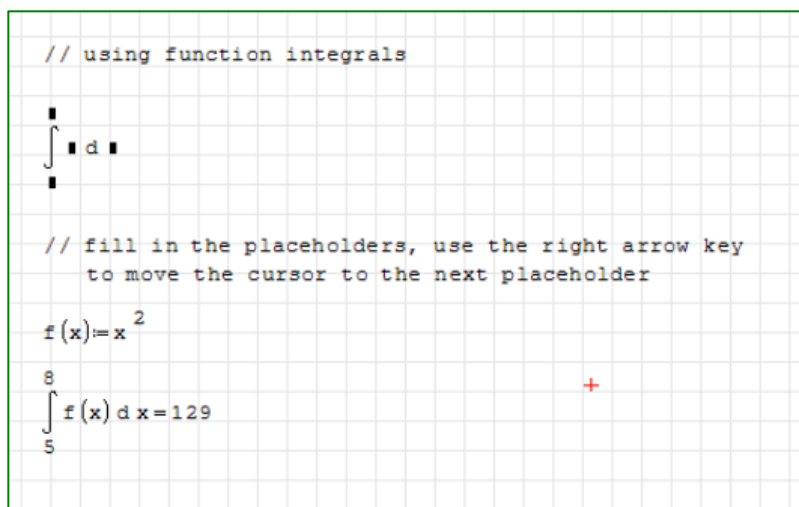 // using function integrals
∫ d
// fill in the placeholders, use the right arrow key
to move the cursor to the next placeholder
f(x):=x^2
8
∫ f(x) d x=129
5